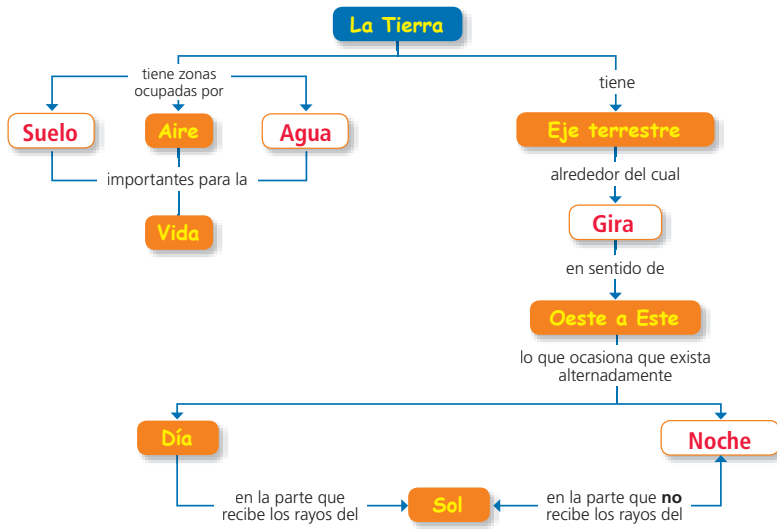 La Tierra
tiene zonas
ocupadas por
tiene
Suelo
Aire
Agua
Eje terrestre
importantes para la
alrededor del cual
Vida
Gira
en sentido de
Oeste a Este
lo que ocasiona que exista
alternadamente
Día
Noche
en la parte que
recibe los rayos del
Sol
en la parte que no
recibe los rayos del